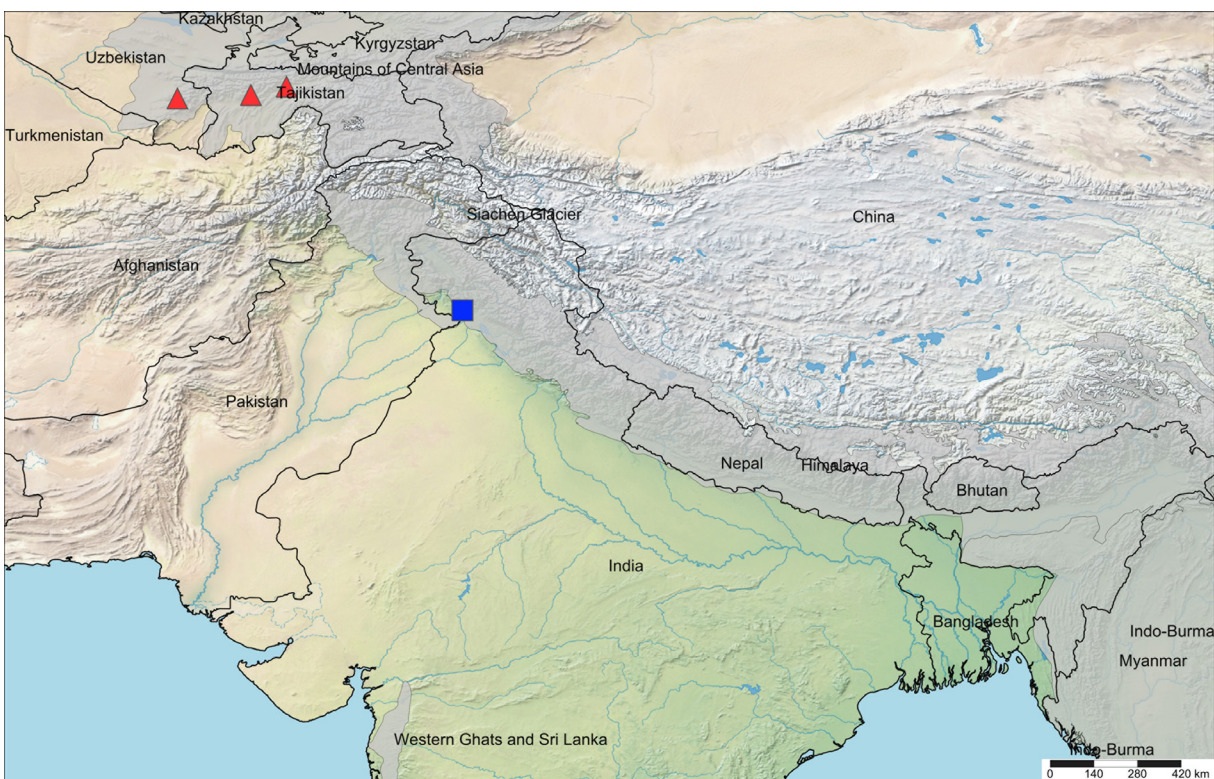 Kazakhstan
Kyrgyzstan
Uzbekistan
Mountains of Central Asia
Tajikistan
Turkmenistan
Siachen Glacier
China
Afghanistan
Pakistan
Nepal
Himalaya
Bhutan
India
Bangladesh
Indo-Burma
Myanmar
Western Ghats and Sri Lanka
Indo-Burma
0 140 280 420 km